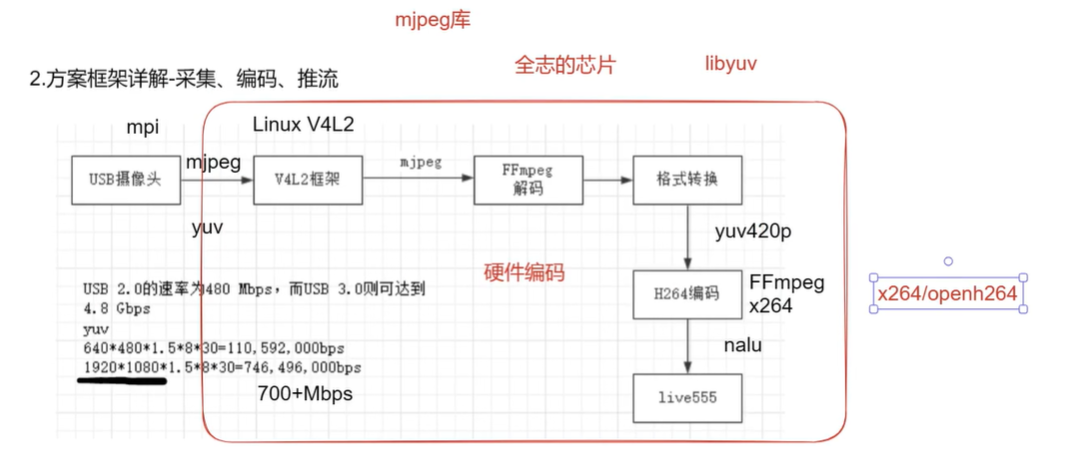 mjpeg库
全志的芯片
libyuv
2.方案框架详解-采集、编码、推流
mpi
Linux V4L2
USB摄像头
mjpeg
V4L2框架
mjpeg
FFmpeg
解码
格式转换
yuv
yuv420p
硬件编码
H264编码
FFmpeg
x264
x264/openh264
USB 2.0的速率为480 Mbps，而USB 3.0则可达到
4.8 Gbps
yuv
640*480*1.5*8*30=110,592,000bps
1920*1080*1.5*8*30=746,496,000bps
700+Mbps
nalu
live555